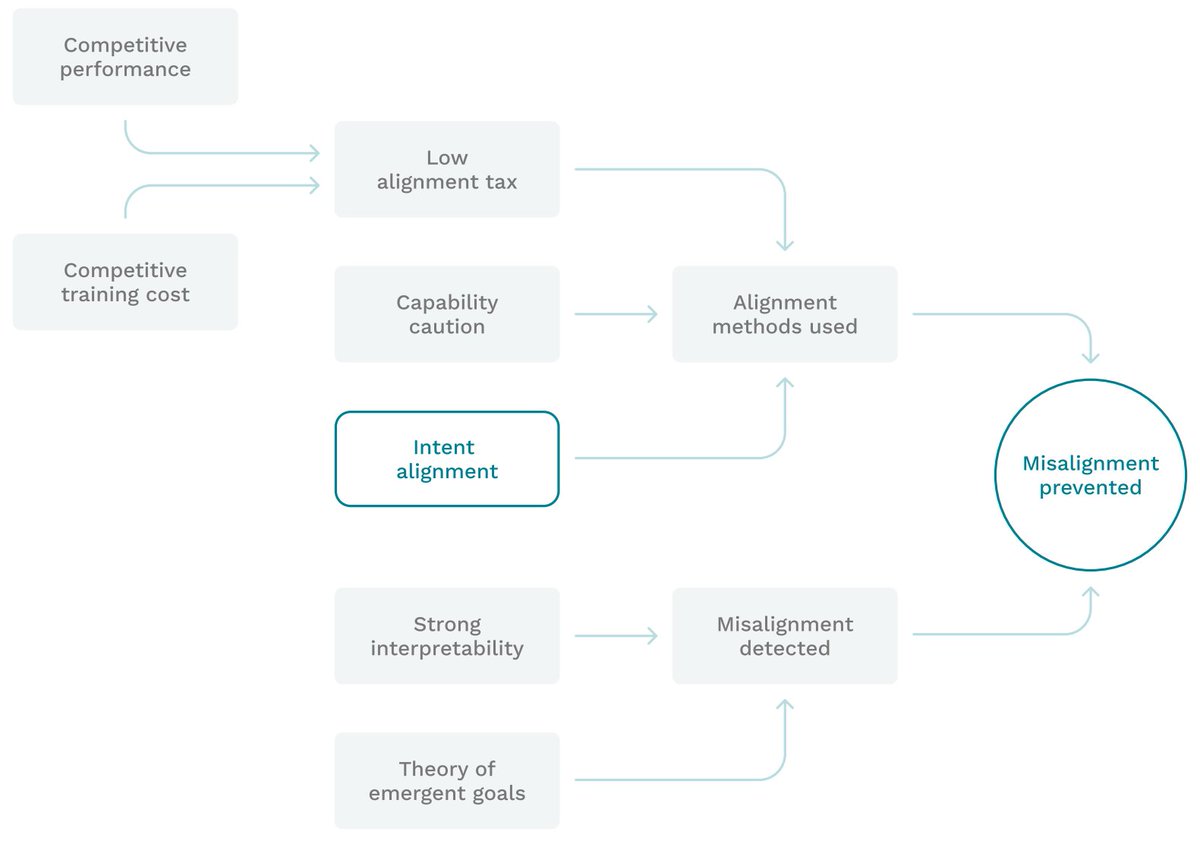 Competitive
performance
Low
alignment tax
Competitive
training cost
Capability
caution
Alignment
methods used
Intent
alignment
Misalignment
prevented
Strong
interpretability
Misalignment
detected
Theory of
emergent goals